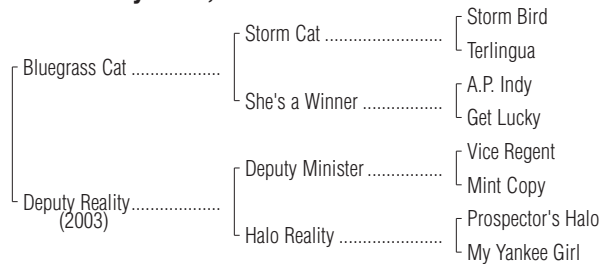 Storm Bird
Storm Cat ........................
Terlingua
Bluegrass Cat ..................
A.P. Indy
She's a Winner ................
Get Lucky
Vice Regent
Deputy Minister ...............
Mint Copy
Deputy Reality..................
(2003)
Prospector's Halo
Halo Reality .....................
My Yankee Girl